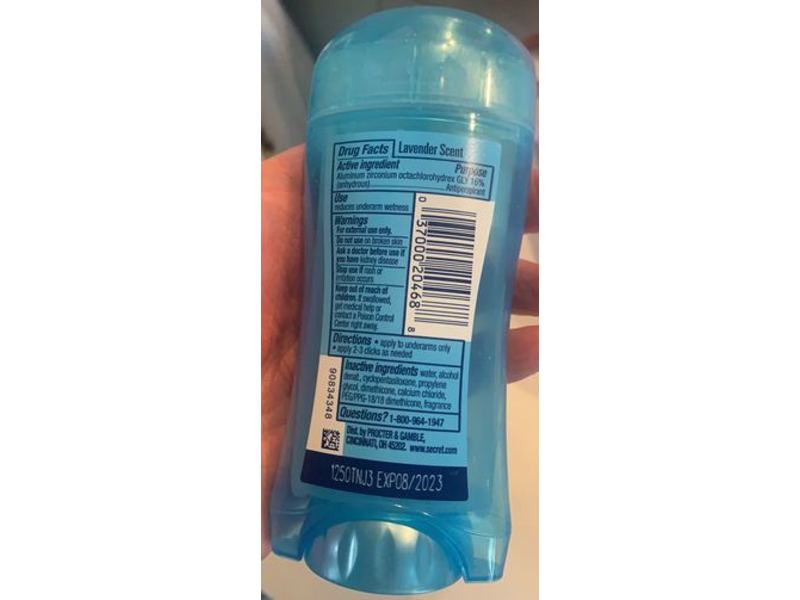 Drug Facts
Lavender Scent
Active ingredient
Purpose
Aluminum zirconium octachlorohydrex GLY 16%
(anhydrous)
Antiperspirant
Use
reduces underarm wetness
Warnings
For external use only.
Do not use on broken skin
Ask a doctor before use if
you have kidney disease
Stop use if rash or
irritation occurs
Keep out of reach of
children. If swallowed,
get medical help or
contact a Poison Control
Center right away.
0 37000 20468 8
Directions • apply to underarms only
• apply 2-3 clicks as needed
Inactive ingredients water, alcohol
denat., cyclopentasiloxane, propylene
glycol, dimethicone, calcium chloride,
PEG/PPG-18/18 dimethicone, fragrance
Questions? 1-800-964-1947
90834348
Dist. by PROCTER & GAMBLE,
CINCINNATI, OH 45202. www.secret.com
1250TNJ3 EXP08/2023